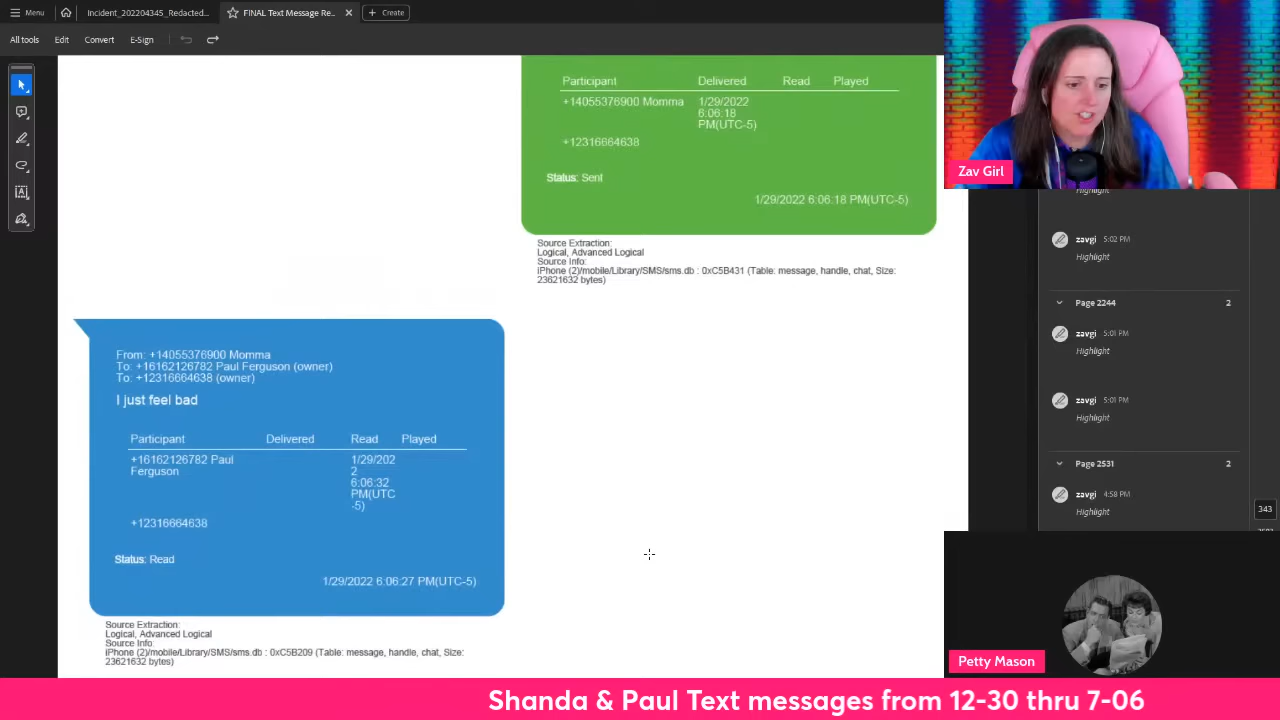 Menu
Incident_202204345_Redacted...
FINAL Text Message Re...
Create
All tools
Edit
Convert
E-Sign
Participant Delivered Read Played
+14055376900 Momma 1/29/2022
6:06:18
PM(UTC-5)
+12316664638
Status: Sent
1/29/2022 6:06:18 PM(UTC-5)
Source Extraction:
Logical, Advanced Logical
Source Info:
iPhone (2)/mobile/Library/SMS/sms.db : 0xC5B431 (Table: message, handle, chat, Size:
23621632 bytes)
From: +14055376900 Momma
To: +16162126782 Paul Ferguson (owner)
To: +12316664638 (owner)
I just feel bad
Participant Delivered Read Played
+16162126782 Paul 1/29/202
Ferguson 2
6:06:32
PM(UTC
-5)
+12316664638
Status: Read
1/29/2022 6:06:27 PM(UTC-5)
Source Extraction:
Logical, Advanced Logical
Source Info:
iPhone (2)/mobile/Library/SMS/sms.db : 0xC5B209 (Table: message, handle, chat, Size:
23621632 bytes)
Zav Girl
Highlight
zavgi 5:02 PM
Highlight
Page 2244 2
zavgi 5:01 PM
Highlight
zavgi 5:01 PM
Highlight
Page 2531 2
zavgi 4:58 PM
Highlight
343
Petty Mason
Shanda & Paul Text messages from 12-30 thru 7-06